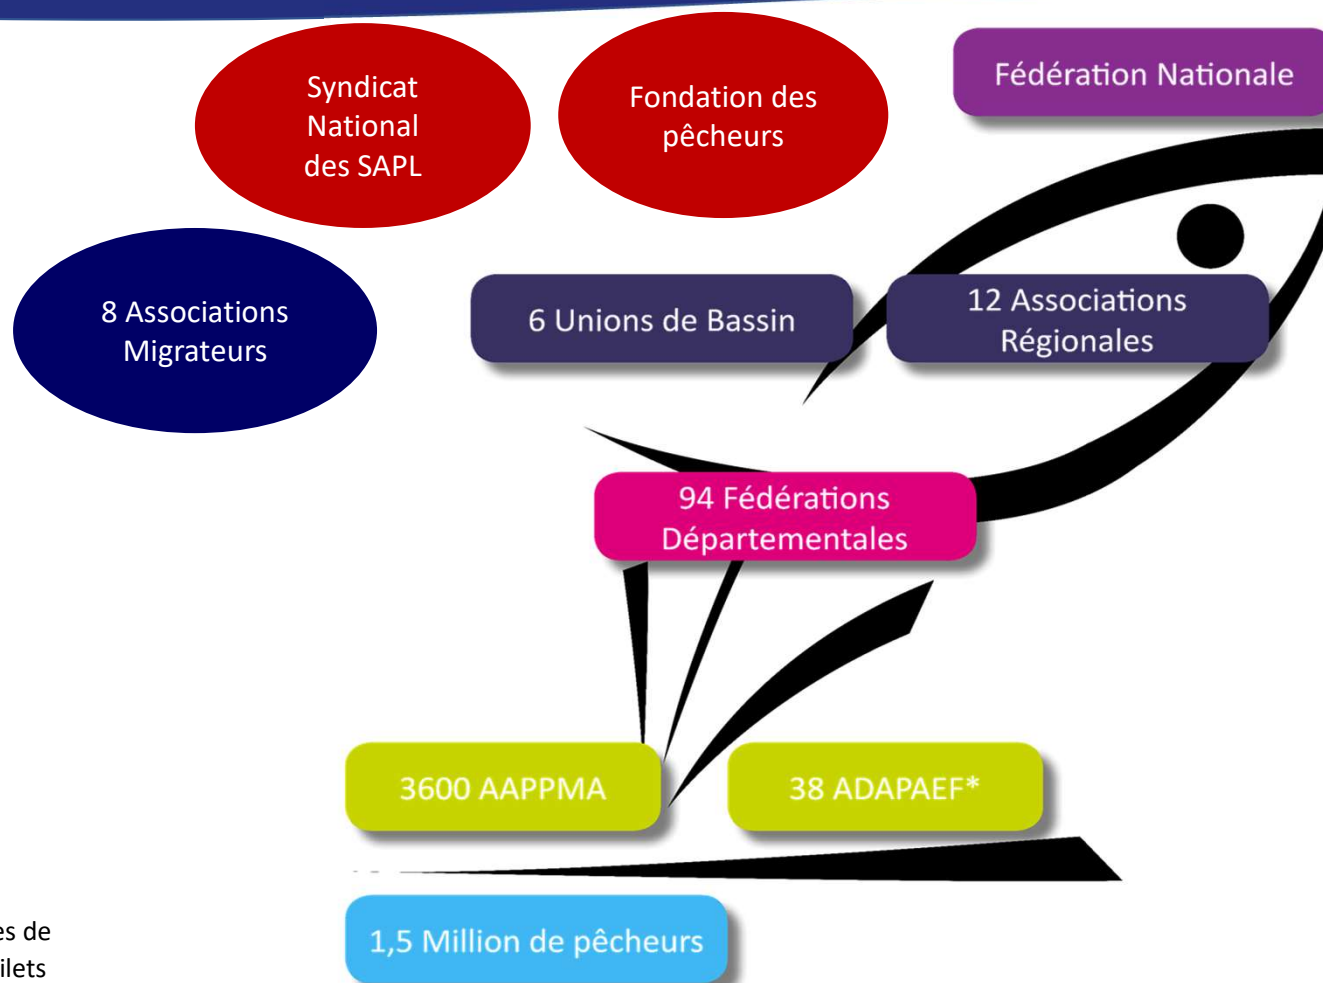 Syndicat
National
des SAPL
Fondation des
pêcheurs
Fédération Nationale
8 Associations
Migrateurs
6 Unions de Bassin
12 Associations
Régionales
94 Fédérations
Départementales
3600 AAPPMA
38 ADAPAEF*
1,5 Million de pêcheurs
de